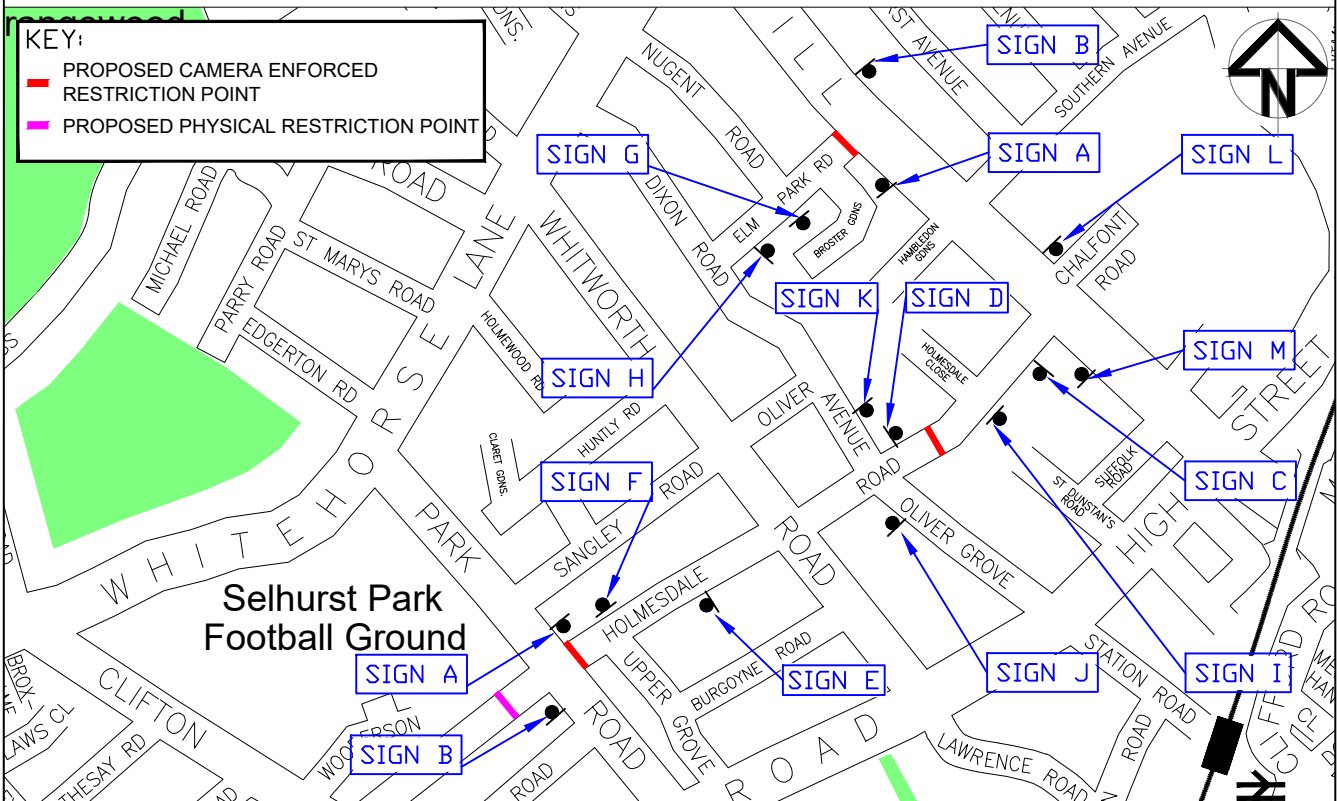 KEY:
PROPOSED CAMERA ENFORCED
RESTRICTION POINT
PROPOSED PHYSICAL RESTRICTION POINT
N
SIGN B
SIGN A
SIGN L
SIGN G
SIGN K
SIGN D
SIGN H
SIGN M
SIGN F
SIGN C
SIGN A
SIGN E
SIGN J
SIGN I
SIGN B
NUGENT
ROAD
AVENUE
SOUTHERN AVENUE
ROAD
DIXON
ROAD
ELM PARK RD
BROSTER GDNS
HAMBLEDON
GDNS
CHALFONT
ROAD
MICHAEL ROAD
PARRY ROAD
ST MARYS ROAD
EDGERTON RD
WHITEHORSE
LANE
WHITWORTH
ROAD
HOLMEWOOD RD
HUNTLY RD
CLARET GDNS.
SANGLEY ROAD
OLIVER
AVENUE
HOLMESDALE
CLOSE
HOLMESDALE
ROAD
OLIVER GROVE
ST DUNSTAN'S
ROAD
SUFFOLK
ROAD
HIGH
STREET
PARK
ROAD
Selhurst Park
Football Ground
UPPER
GROVE
BURGOYNE ROAD
CLIFTON
ROAD
ROAD
STATION ROAD
LAWRENCE ROAD
ROAD